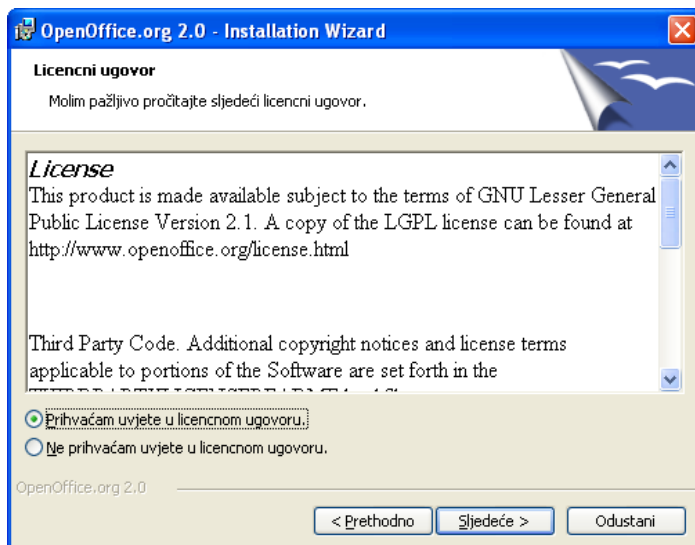 OpenOffice.org 2.0 - Installation Wizard
Licencni ugovor
Molim pažljivo pročitajte sljedeći licencni ugovor.
License
This product is made available subject to the terms of GNU Lesser General
Public License Version 2.1. A copy of the LGPL license can be found at
http://www.openoffice.org/license.html
Third Party Code. Additional copyright notices and license terms
applicable to portions of the Software are set forth in the
Prihvaćam uvjete u licencnom ugovoru.
Ne prihvaćam uvjete u licencnom ugovoru.
OpenOffice.org 2.0
< Prethodno
Sljedeće >
Odustani